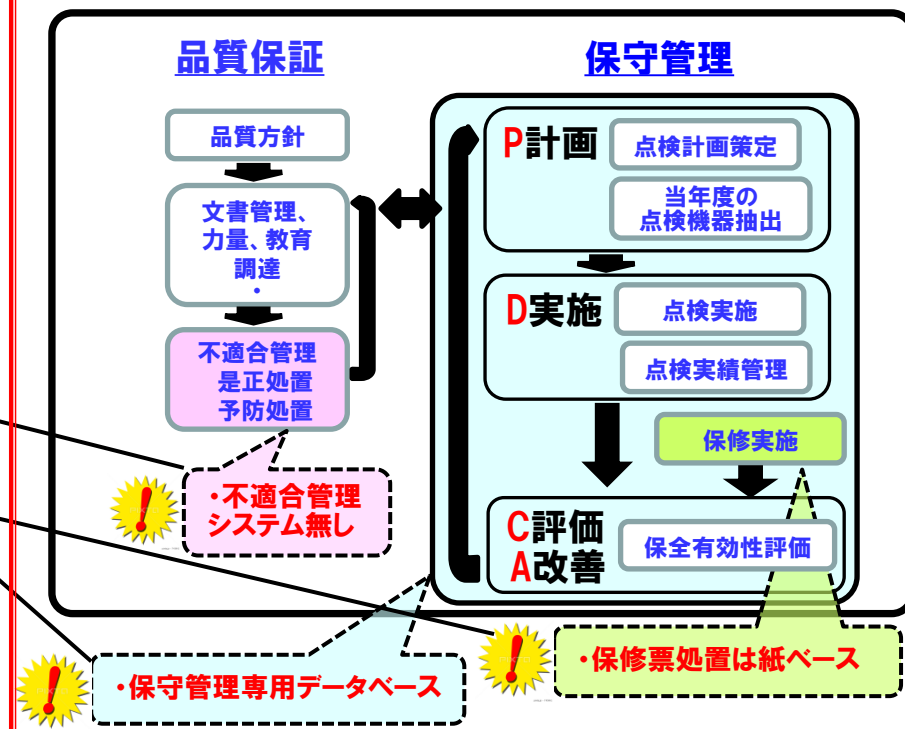 品質保証
保守管理
品質方針
文書管理、
力量、教育
調達
・
不適合管理
是正処置
予防処置
・不適合管理
システム無し
P計画
点検計画策定
当年度の
点検機器抽出
D実施
点検実施
点検実績管理
保修実施
C評価
A改善
保全有効性評価
・保修票処置は紙ベース
・保守管理専用データベース